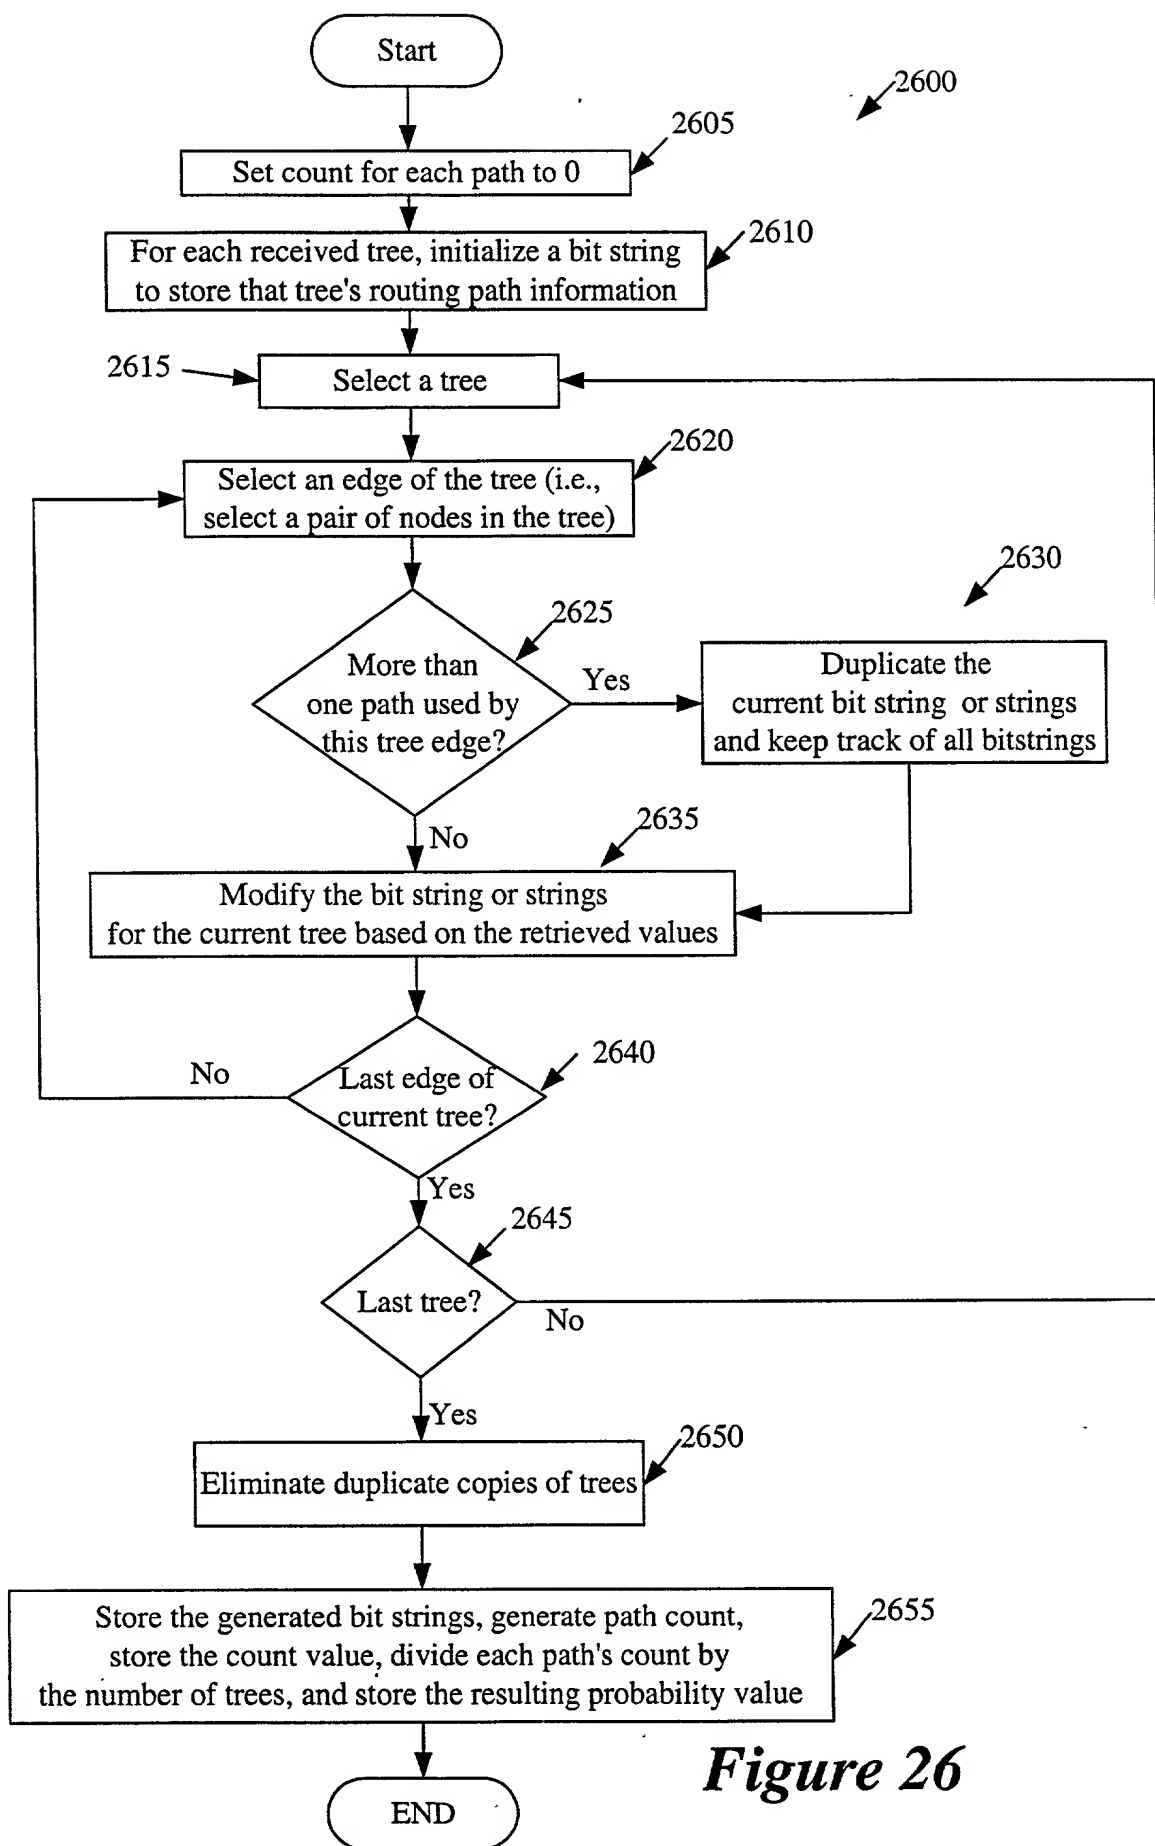 Start
2600
2605
Set count for each path to 0
2610
For each received tree, initialize a bit string
to store that tree's routing path information
2615
Select a tree
2620
Select an edge of the tree (i.e.,
select a pair of nodes in the tree)
2630
2625
More than
one path used by
this tree edge?
Yes
Duplicate the
current bit string or strings
and keep track of all bitstrings
No
2635
Modify the bit string or strings
for the current tree based on the retrieved values
2640
No
Last edge of
current tree?
Yes
2645
Last tree?
No
Yes
2650
Eliminate duplicate copies of trees
2655
Store the generated bit strings, generate path count,
store the count value, divide each path's count by
the number of trees, and store the resulting probability value
Figure 26
END